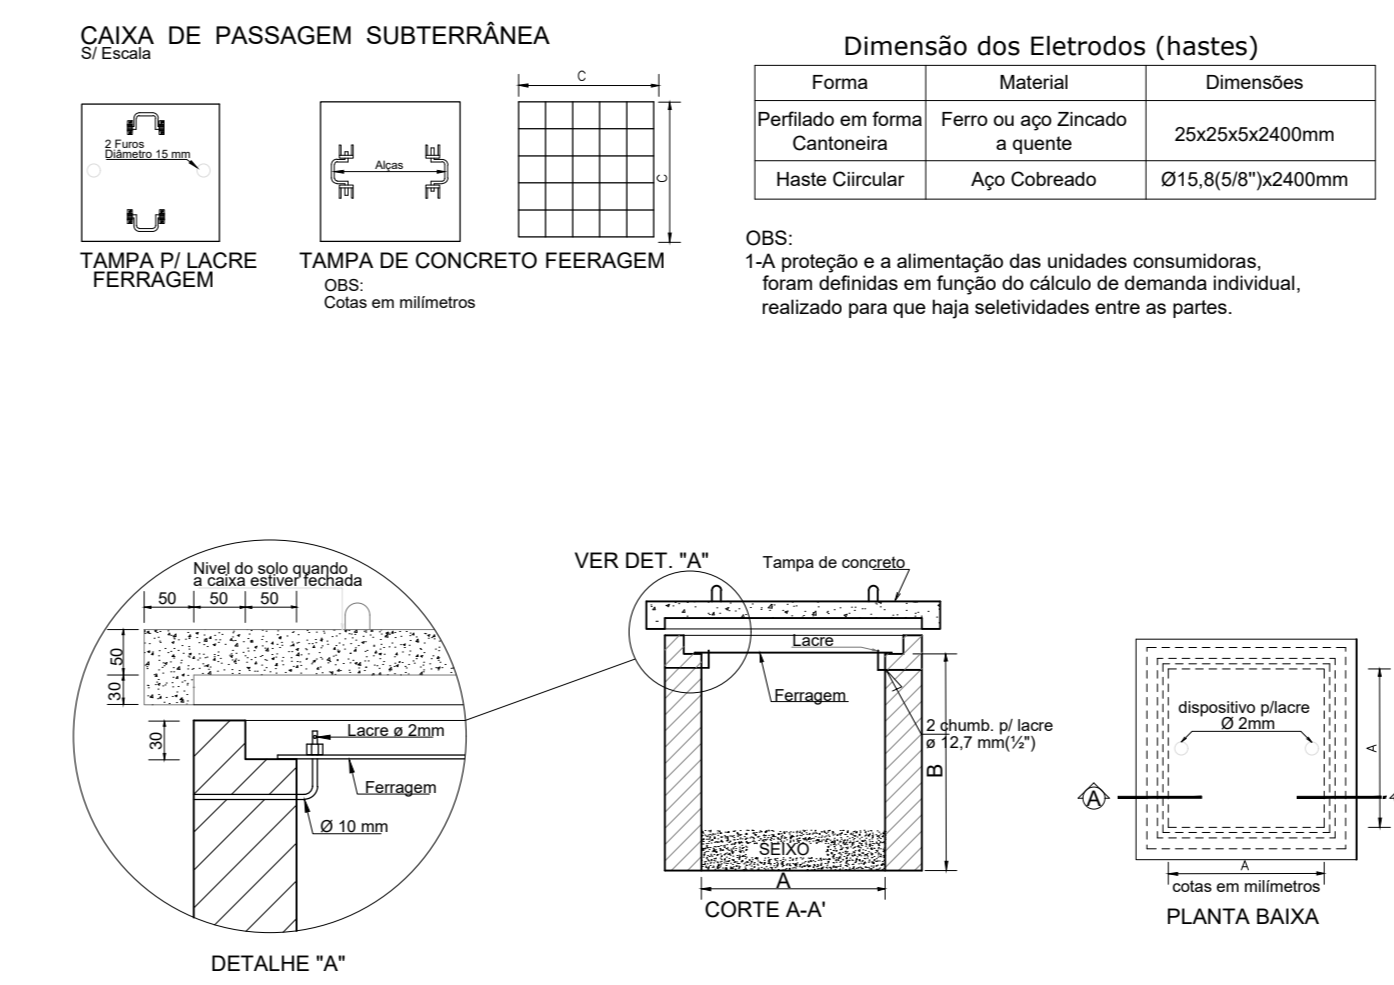 CAIXA DE PASSAGEM SUBTERRÂNEA
S/ Escala
2 Furos
Diâmetro 15 mm
TAMPA P/ LACRE
FERRAGEM
Alças
TAMPA DE CONCRETO FEERAGEM
C
C
OBS:
Cotas em milímetros
Dimensão dos Eletrodos (hastes)
Forma Material Dimensões
Perfilado em forma
Cantoneira
Ferro ou aço Zincado
a quente
25x25x5x2400mm
Haste Ciircular Aço Cobreado Ø15,8(5/8")x2400mm
OBS:
1-A proteção e a alimentação das unidades consumidoras,
foram definidas em função do cálculo de demanda individual,
realizado para que haja seletividades entre as partes.
Nivel do solo quando
a caixa estiver fechada
50 50 50
50
30
30
Lacre ø 2mm
Ferragem
Ø 10 mm
DETALHE "A"
VER DET. "A"
Tampa de concreto
Lacre
Ferragem
2 chumb. p/ lacre
ø 12,7 mm(½")
B
SEIXO
A
CORTE A-A'
dispositivo p/lacre
Ø 2mm
A
A
A
cotas em milímetros
PLANTA BAIXA